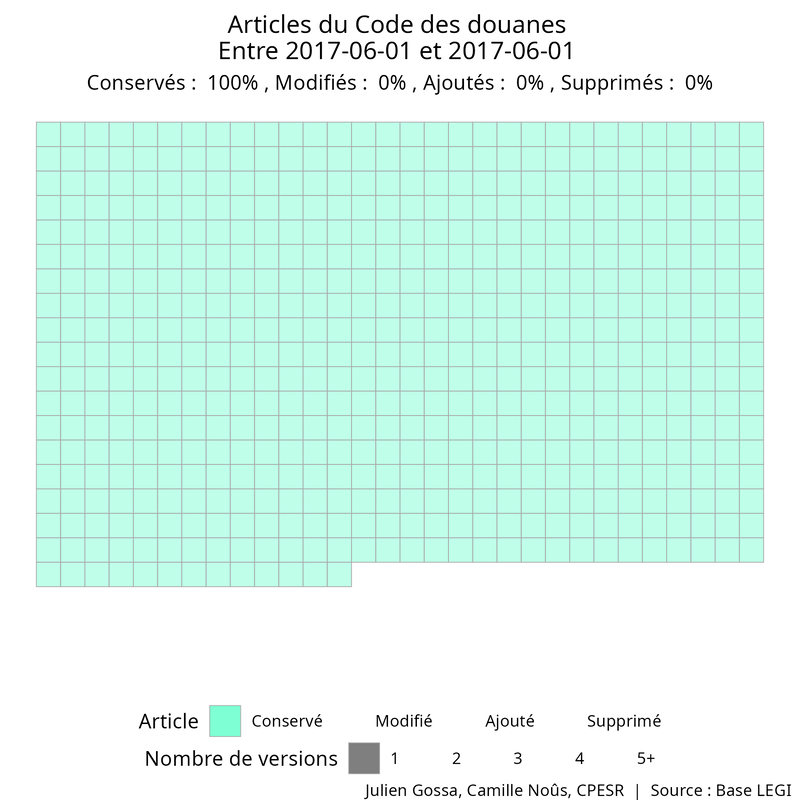 Articles du Code des douanes
Entre 2017-06-01 et 2017-06-01
Conservés :  100% , Modifiés :  0% , Ajoutés :  0% , Supprimés :  0%
Article Conservé Modifié Ajouté Supprimé
Nombre de versions 1 2 3 4 5+
Julien Gossa, Camille Noûs, CPESR  |  Source : Base LEGI